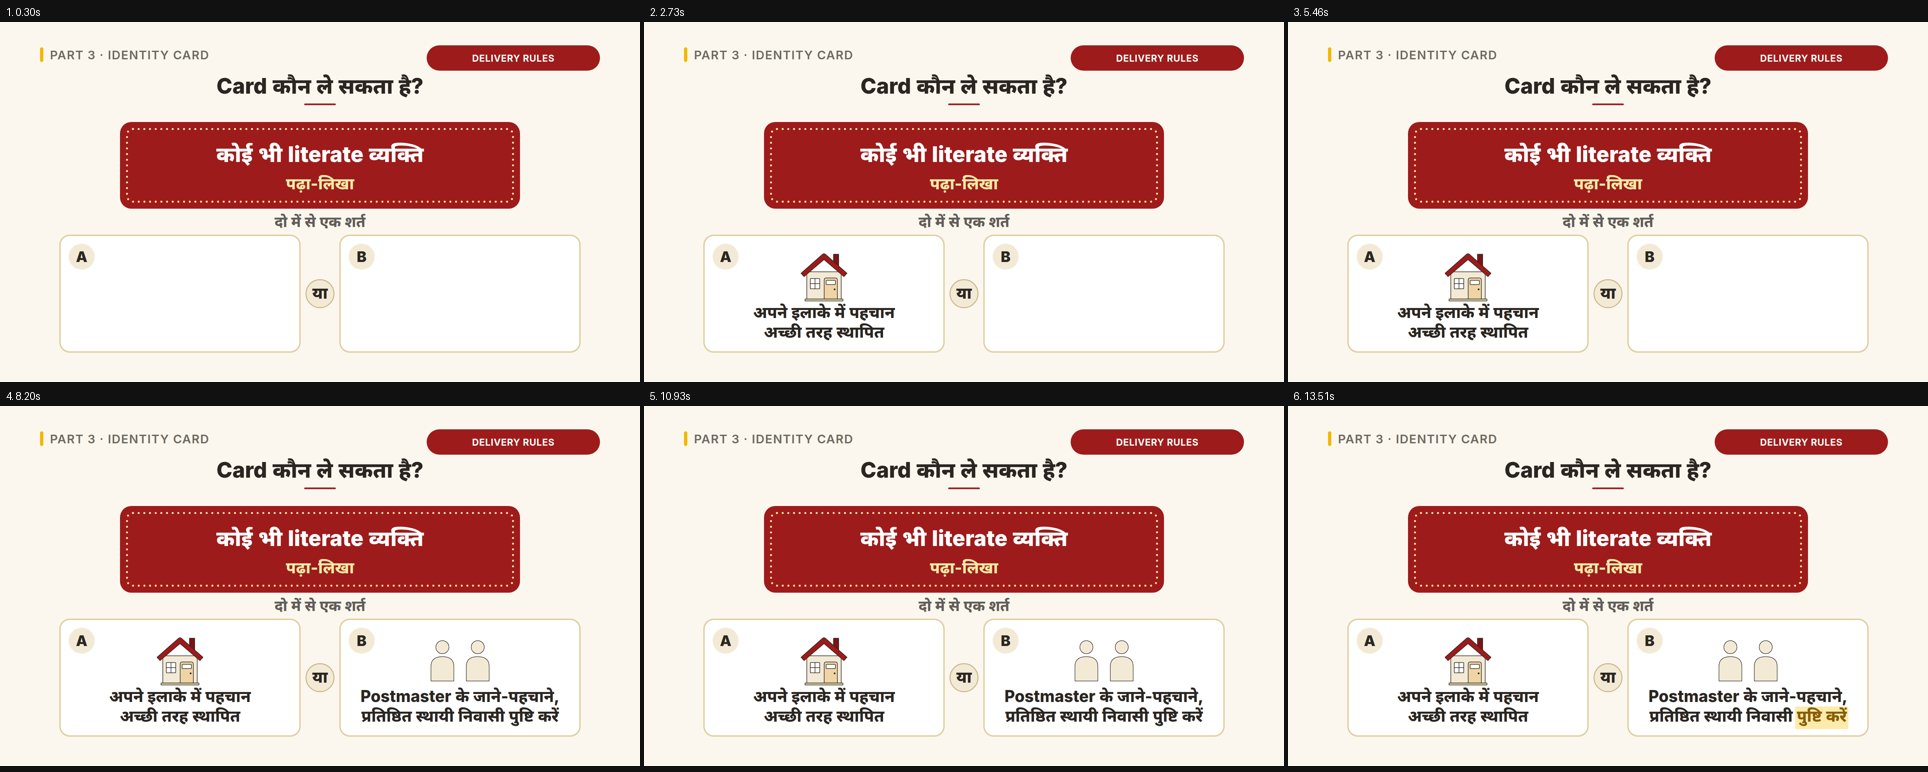 1. 0.30s
PART 3 · IDENTITY CARD
DELIVERY RULES
Card कौन ले सकता है?
कोई भी literate व्यक्ति
पढ़ा-लिखा
दो में से एक शर्त
A
या
B
2. 2.73s
PART 3 · IDENTITY CARD
DELIVERY RULES
Card कौन ले सकता है?
कोई भी literate व्यक्ति
पढ़ा-लिखा
दो में से एक शर्त
A
अपने इलाके में पहचान
अच्छी तरह स्थापित
या
B
3. 5.46s
PART 3 · IDENTITY CARD
DELIVERY RULES
Card कौन ले सकता है?
कोई भी literate व्यक्ति
पढ़ा-लिखा
दो में से एक शर्त
A
अपने इलाके में पहचान
अच्छी तरह स्थापित
या
B
4. 8.20s
PART 3 · IDENTITY CARD
DELIVERY RULES
Card कौन ले सकता है?
कोई भी literate व्यक्ति
पढ़ा-लिखा
दो में से एक शर्त
A
अपने इलाके में पहचान
अच्छी तरह स्थापित
या
B
Postmaster के जाने-पहचाने,
प्रतिष्ठित स्थायी निवासी पुष्टि करें
5. 10.93s
PART 3 · IDENTITY CARD
DELIVERY RULES
Card कौन ले सकता है?
कोई भी literate व्यक्ति
पढ़ा-लिखा
दो में से एक शर्त
A
अपने इलाके में पहचान
अच्छी तरह स्थापित
या
B
Postmaster के जाने-पहचाने,
प्रतिष्ठित स्थायी निवासी पुष्टि करें
6. 13.51s
PART 3 · IDENTITY CARD
DELIVERY RULES
Card कौन ले सकता है?
कोई भी literate व्यक्ति
पढ़ा-लिखा
दो में से एक शर्त
A
अपने इलाके में पहचान
अच्छी तरह स्थापित
या
B
Postmaster के जाने-पहचाने,
प्रतिष्ठित स्थायी निवासी पुष्टि करें